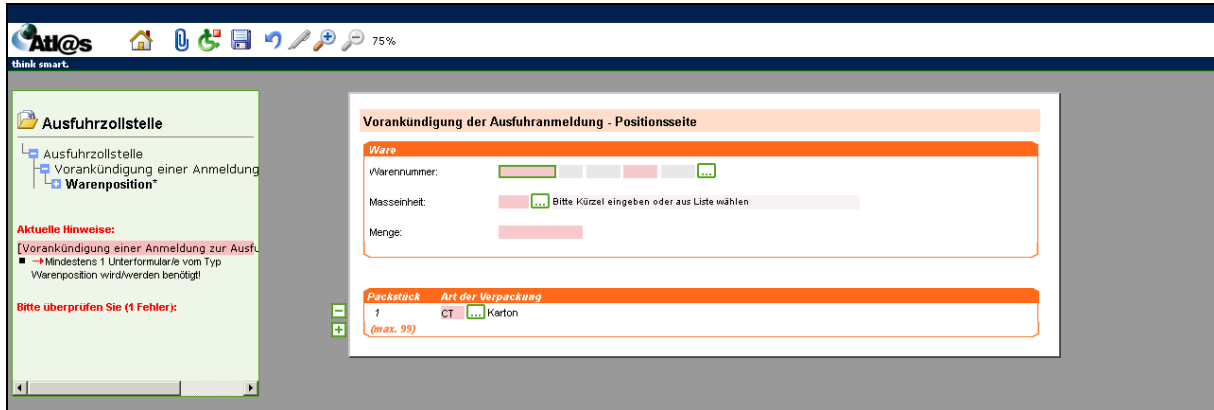 Atl@s
75%
think smart.
Ausfuhrzollstelle
Ausfuhrzollstelle
Vorankündigung einer Anmeldung
Warenposition*
Aktuelle Hinweise:
[Vorankündigung einer Anmeldung zur Ausfu
→Mindestens 1 Unterformular/e vom Typ
Warenposition wird/werden benötigt!
Bitte überprüfen Sie (1 Fehler):
Vorankündigung der Ausfuhranmeldung - Positionsseite
Ware
Warennummer: ...
Masseinheit: ... Bitte Kürzel eingeben oder aus Liste wählen
Menge:
Packstück Art der Verpackung
1 CT ... Karton
(max. 99)